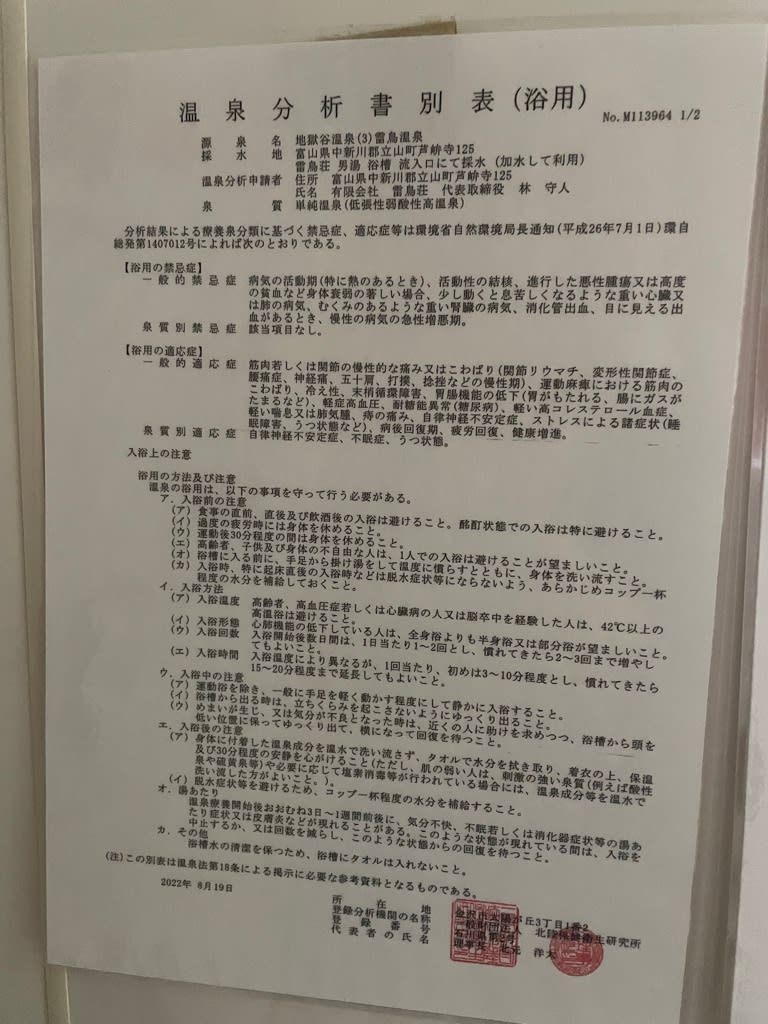 温泉分析書別表(浴用)
No.M113964 1/2
源泉名 地獄谷温泉(3)雷鳥温泉
採水地 富山県中新川郡立山町芦峅寺125
雷鳥荘 男湯 浴槽 流入口にて採水 (加水して利用)
温泉分析申請者 住所 富山県中新川郡立山町芦峅寺125
氏名 有限会社 雷鳥荘 代表取締役 林 守人
泉質 単純温泉(低張性弱酸性高温泉)
分析結果による療養泉分類に基づく禁忌症、適応症等は環境省自然環境局長通知(平成26年7月1日)環自
総発第1407012号によれば次のとおりである。
【浴用の禁忌症】
一般的禁忌症 病気の活動期(特に熱のあるとき)、活動性の結核、進行した悪性腫瘍又は高度
の貧血など身体衰弱の著しい場合、少し動くと息苦しくなるような重い心臓又
は肺の病気、むくみのあるような重い腎臓の病気、消化管出血、目に見える出
血があるとき、慢性の病気の急性増悪期。
泉質別禁忌症 該当項目なし。
【浴用の適応症】
一般的適応症 筋肉若しくは関節の慢性的な痛み又はこわばり(関節リウマチ、変形性関節症、
腰痛症、神経痛、五十肩、打撲、捻挫などの慢性期)、運動麻痺における筋肉の
こわばり、冷え性、末梢循環障害、胃腸機能の低下(胃がもたれる、腸にガスが
たまるなど)、軽症高血圧、耐糖能異常(糖尿病)、軽い高コレステロール血症、
軽い喘息又は肺気腫、痔の痛み、自律神経不安定症、ストレスによる諸症状(睡
眠障害、うつ状態など)、病後回復期、疲労回復、健康増進。
泉質別適応症 自律神経不安定症、不眠症、うつ状態。
入浴上の注意
浴用の方法及び注意
温泉の浴用は、以下の事項を守って行う必要がある。
ア．入浴前の注意
(ア) 食事の直前、直後及び飲酒後の入浴は避けること。酩酊状態での入浴は特に避けること。
(イ) 過度の疲労時には身体を休めること。
(ウ) 運動後30分程度の間は身体を休めること。
(エ) 高齢者、子供及び身体の不自由な人は、1人での入浴は避けることが望ましいこと。
(オ) 浴槽に入る前に、手足から掛け湯をして温度に慣らすとともに、身体を洗い流すこと。
(カ) 入浴時、特に起床直後の入浴時などは脱水症状等にならないよう、あらかじめコップ一杯
程度の水分を補給しておくこと。
イ．入浴方法
(ア) 入浴温度 高齢者、高血圧症若しくは心臓病の人又は脳卒中を経験した人は、42℃以上の
高温浴は避けること。
(イ) 入浴形態 心肺機能の低下している人は、全身浴よりも半身浴又は部分浴が望ましいこと。
(ウ) 入浴回数 入浴開始後数日間は、1日当たり1～2回とし、慣れてきたら2～3回まで増やし
てもよいこと。
(エ) 入浴時間 入浴温度により異なるが、1回当たり、初めは3～10分程度とし、慣れてきたら
15～20分程度まで延長してもよいこと。
ウ．入浴中の注意
(ア) 運動浴を除き、一般に手足を軽く動かす程度にして静かに入浴すること。
(イ) 浴槽から出る時は、立ちくらみを起こさないようにゆっくり出ること。
(ウ) めまいが生じ、又は気分が不良となった時は、近くの人に助けを求めつつ、浴槽から頭を
低い位置に保ってゆっくり出て、横になって回復を待つこと。
エ．入浴後の注意
(ア) 身体に付着した温泉成分を温水で洗い流さず、タオルで水分を拭き取り、着衣の上、保温
及び30分程度の安静を心がけること(ただし、肌の弱い人は、刺激の強い泉質(例えば酸性
泉や硫黄泉等)や必要に応じて塩素消毒等が行われている場合には、温泉成分等を温水で
洗い流した方がよいこと。)。
(イ) 脱水症状等を避けるため、コップ一杯程度の水分を補給すること。
オ．湯あたり
温泉療養開始後おおむね3日～1週間前後に、気分不快、不眠若しくは消化器症状等の湯あ
たり症状又は皮膚炎などが現れることがある。このような状態が現れている間は、入浴を
中止するか、又は回数を減らし、このような状態からの回復を待つこと。
カ．その他
浴槽水の清潔を保つため、浴槽にタオルは入れないこと。
(注)この別表は温泉法第18条による掲示に必要な参考資料となるものである。
2022年 8月19日
所在地 金沢市太陽が丘3丁目1番2
登録分析機関の名称 一般財団法人 北陸保健衛生研究所
登録番号 石川県第2号
代表者の氏名 理事長 北元 洋太